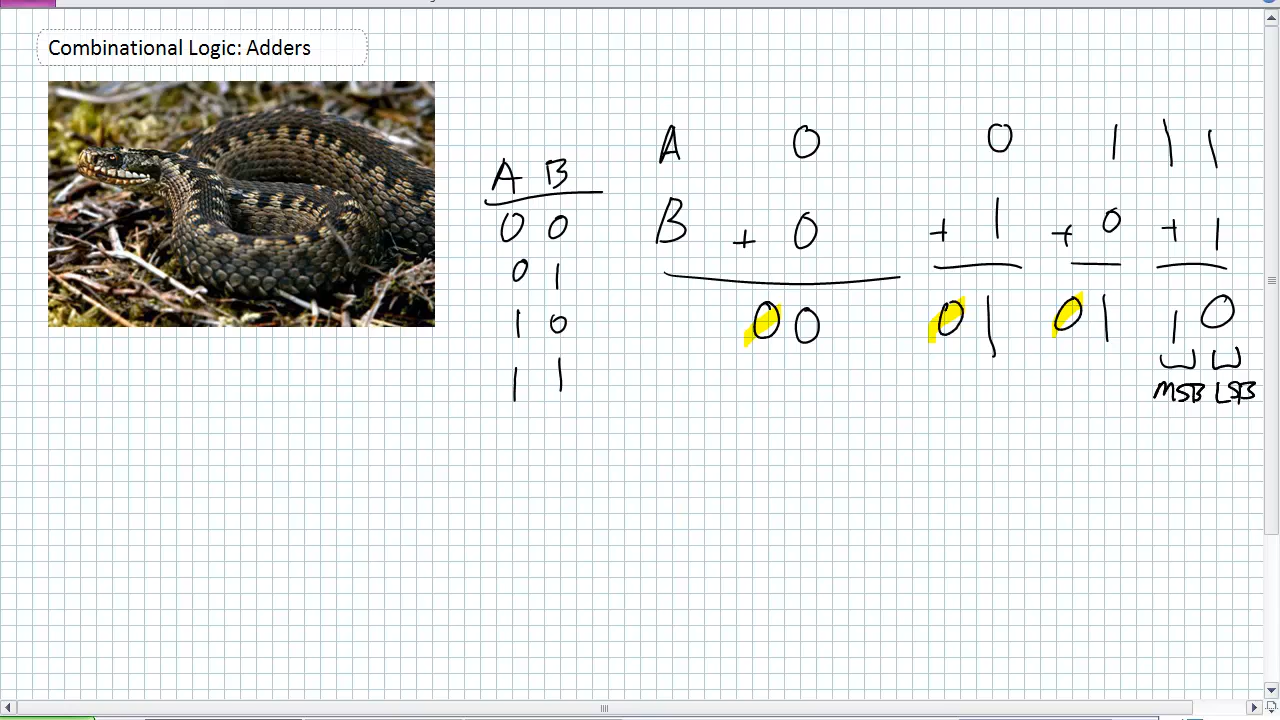 Combinational Logic: Adders
A 0 0 1 1 1
A B
B + 0 + 1 + 0 + 1
0 0
0 1
0 0 0 1 0 1 1 0
1 0
1 1
MSB LSB